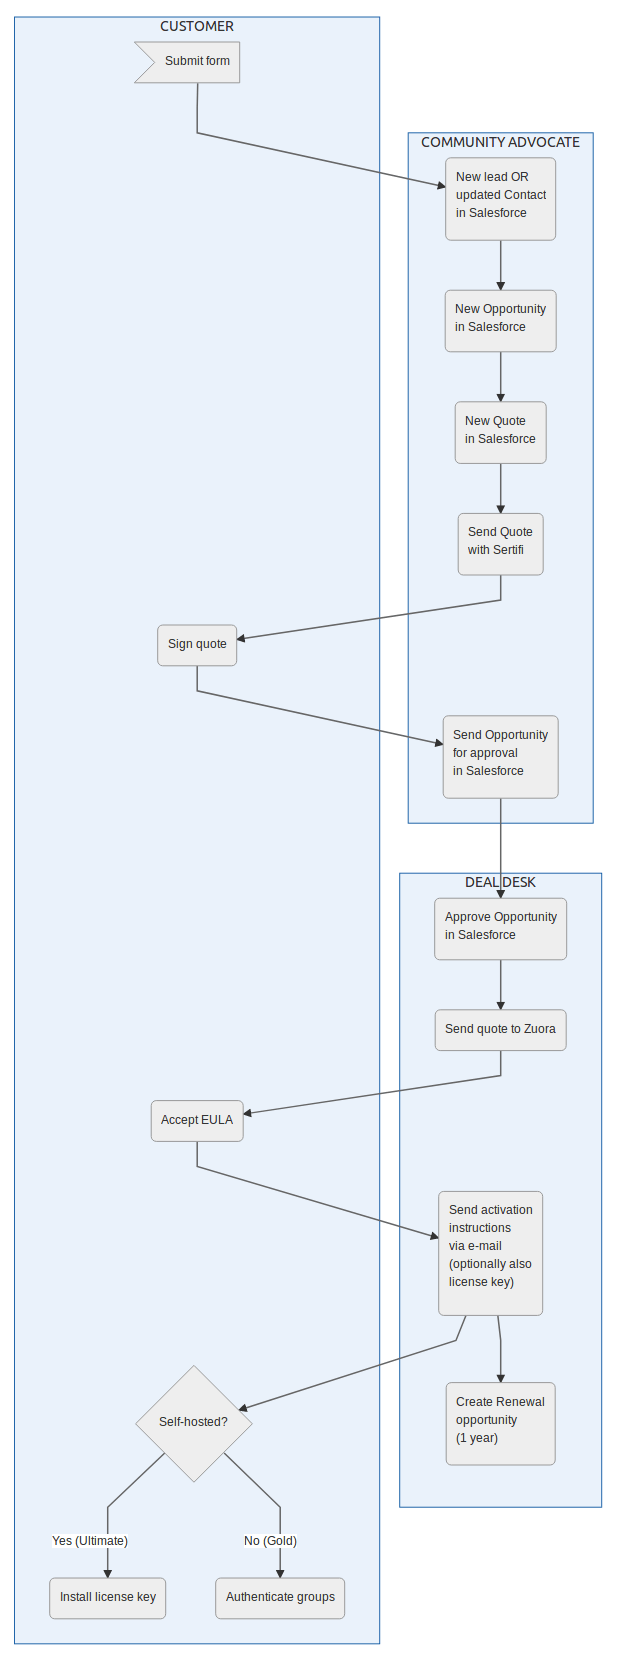 CUSTOMER
Submit form
COMMUNITY ADVOCATE
New lead OR
updated Contact
in Salesforce
New Opportunity
in Salesforce
New Quote
in Salesforce
Send Quote
with Sertifi
Sign quote
Send Opportunity
for approval
in Salesforce
DEAL DESK
Approve Opportunity
in Salesforce
Send quote to Zuora
Accept EULA
Send activation
instructions
via e-mail
(optionally also
license key)
Self-hosted?
Create Renewal
opportunity
(1 year)
Yes (Ultimate)
No (Gold)
Install license key
Authenticate groups